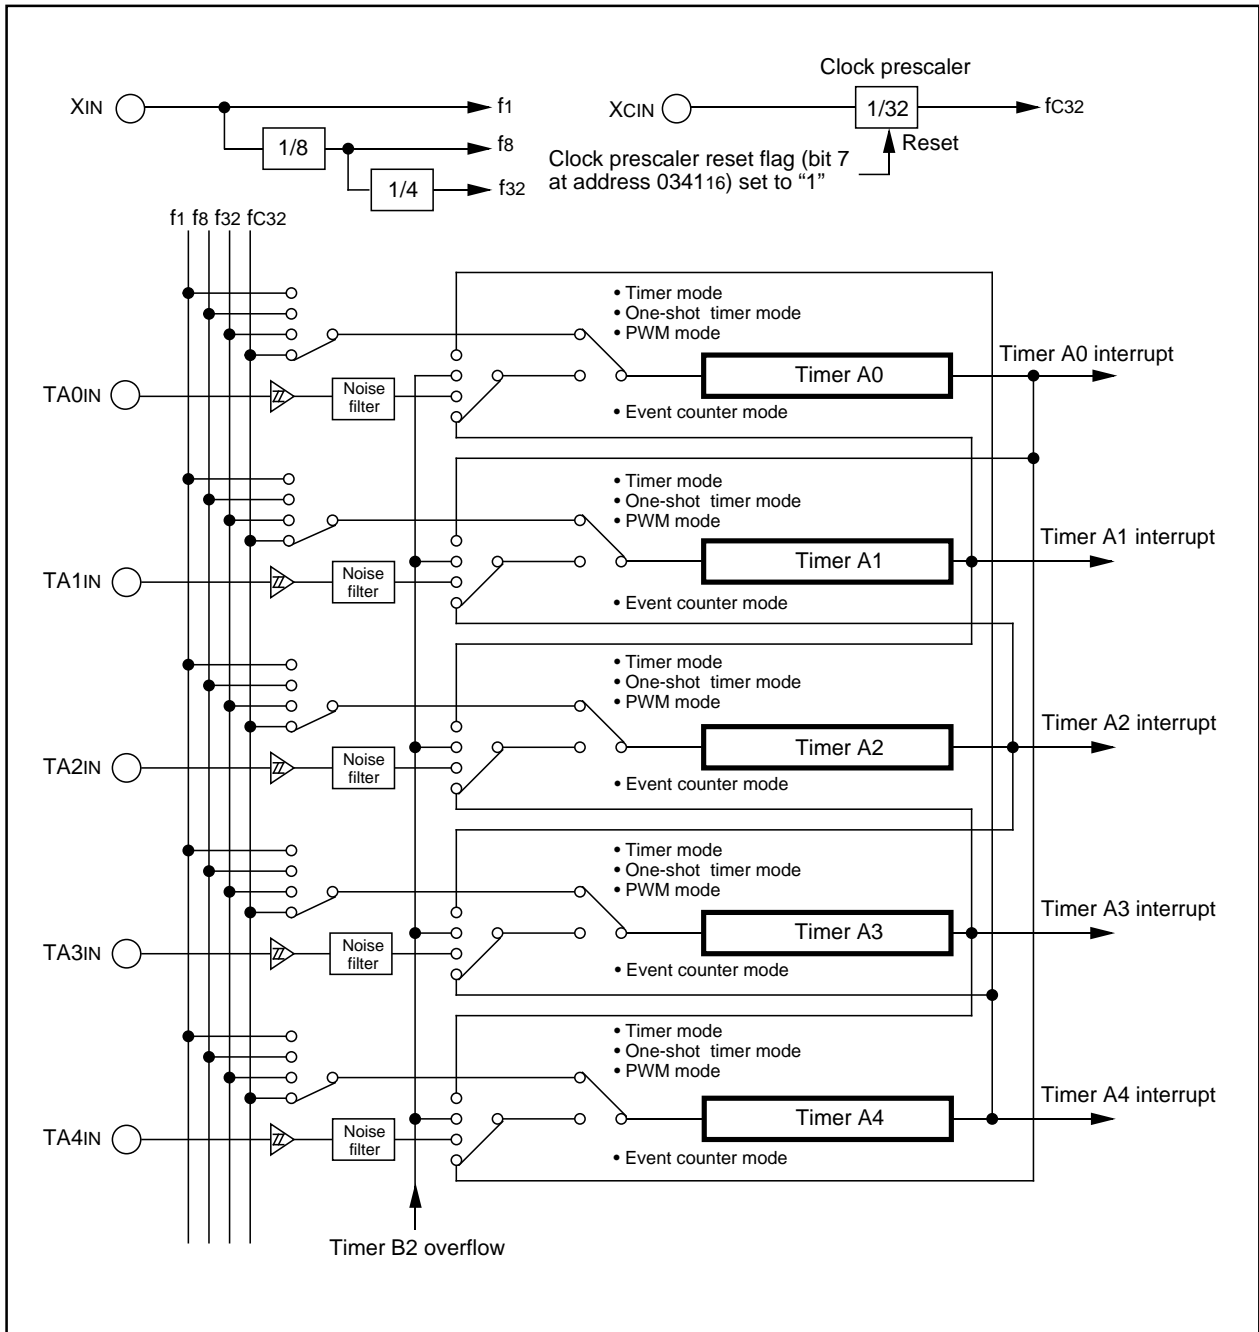 Clock prescaler
XIN
f1
XCIN
1/32
fC32
1/8
f8
Reset
Clock prescaler reset flag (bit 7
at address 034116) set to “1”
1/4
f32
f1 f8 f32 fC32
• Timer mode
• One-shot timer mode
• PWM mode
Timer A0 interrupt
Timer A0
TA0IN
Noise
filter
• Event counter mode
• Timer mode
• One-shot timer mode
• PWM mode
Timer A1 interrupt
Timer A1
TA1IN
Noise
filter
• Event counter mode
• Timer mode
• One-shot timer mode
• PWM mode
Timer A2 interrupt
Timer A2
TA2IN
Noise
filter
• Event counter mode
• Timer mode
• One-shot timer mode
• PWM mode
Timer A3 interrupt
Timer A3
TA3IN
Noise
filter
• Event counter mode
• Timer mode
• One-shot timer mode
• PWM mode
Timer A4 interrupt
Timer A4
TA4IN
Noise
filter
• Event counter mode
Timer B2 overflow